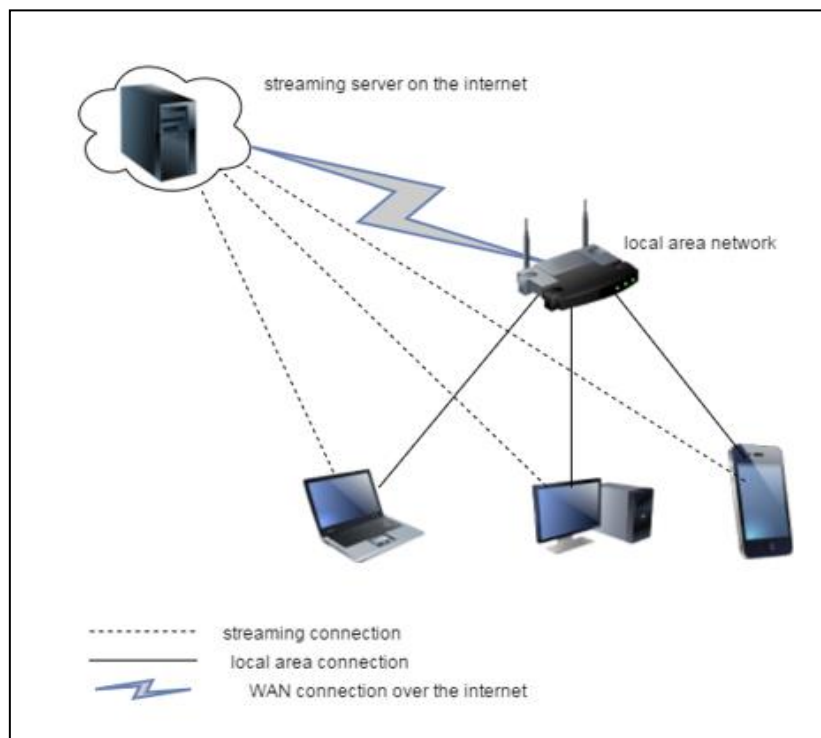 streaming server on the internet
local area network
streaming connection
local area connection
WAN connection over the internet